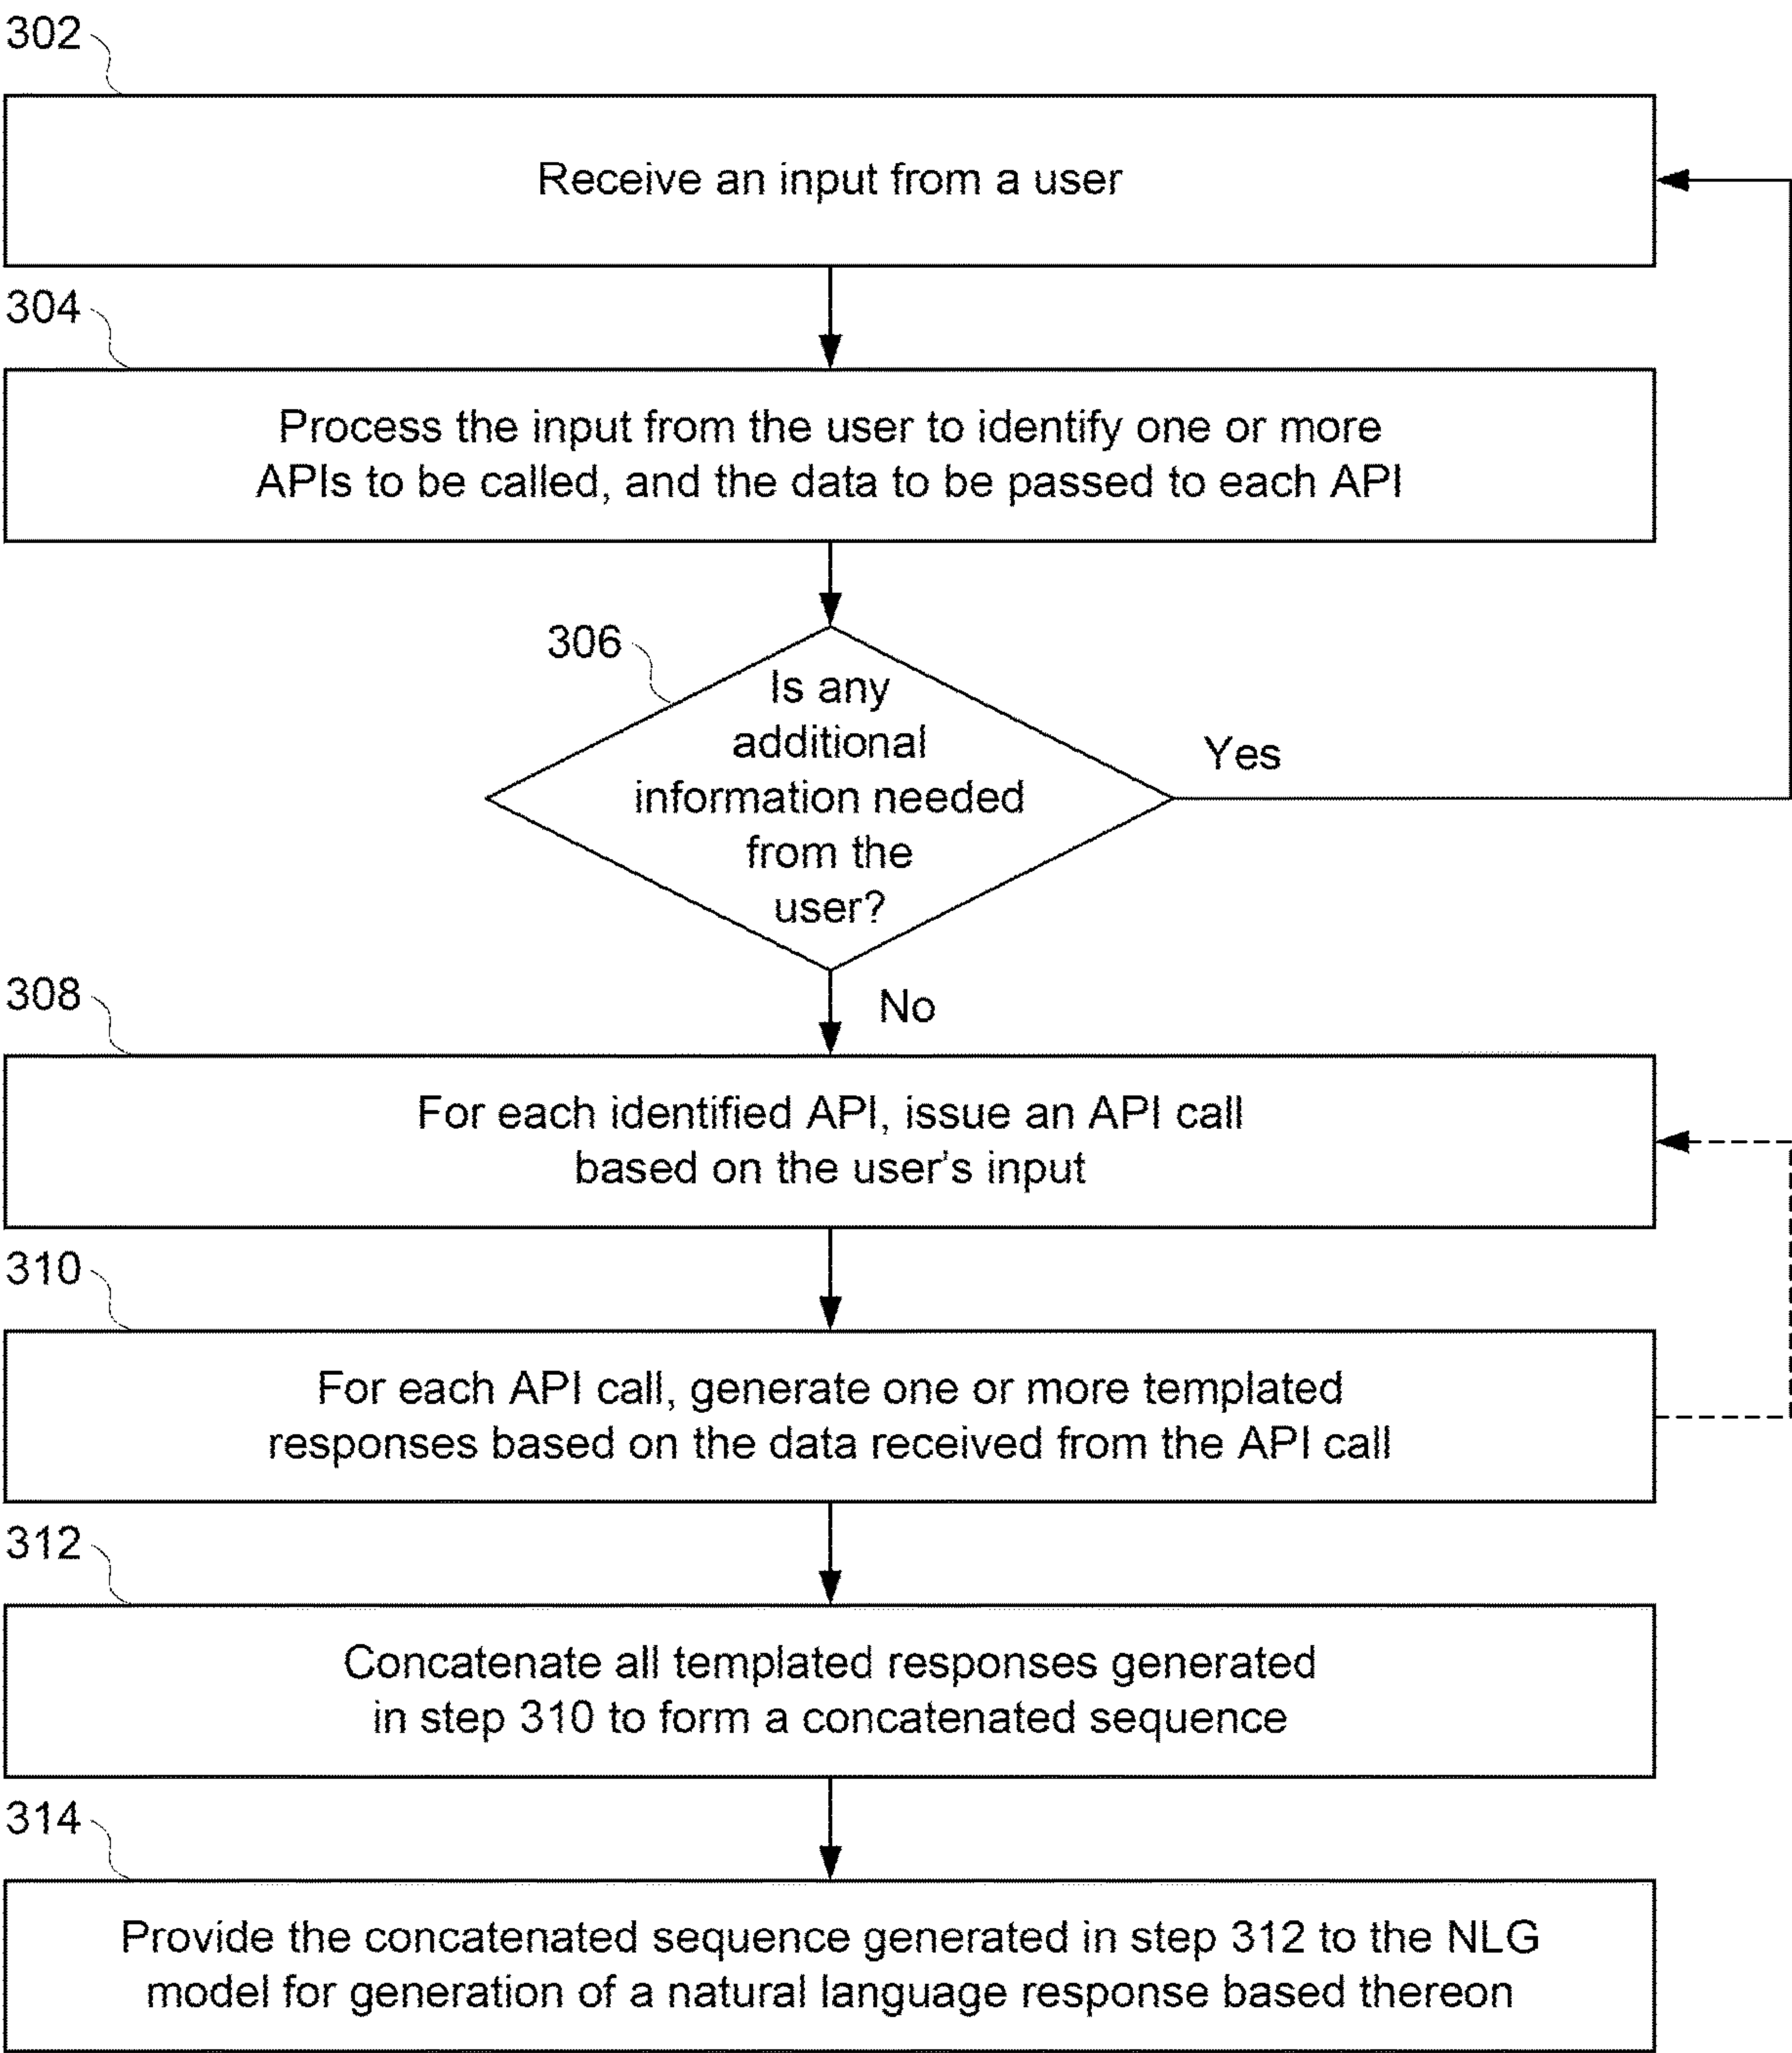 302
Receive an input from a user
304
Process the input from the user to identify one or more
APIs to be called, and the data to be passed to each API
306
Is any
additional
information needed
from the
user?
Yes
No
308
For each identified API, issue an API call
based on the user's input
310
For each API call, generate one or more templated
responses based on the data received from the API call
312
Concatenate all templated responses generated
in step 310 to form a concatenated sequence
314
Provide the concatenated sequence generated in step 312 to the NLG
model for generation of a natural language response based thereon